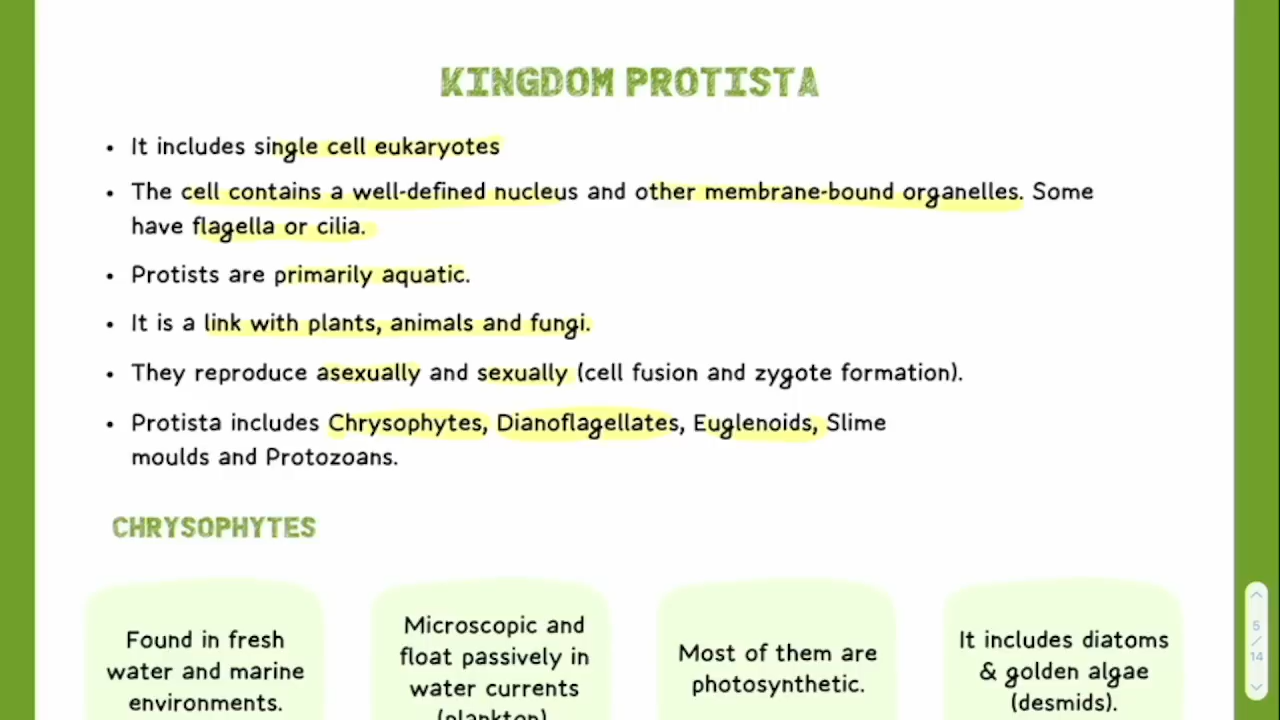 KINGDOM PROTISTA
• It includes single cell eukaryotes
• The cell contains a well-defined nucleus and other membrane-bound organelles. Some
have flagella or cilia.
• Protists are primarily aquatic.
• It is a link with plants, animals and fungi.
• They reproduce asexually and sexually (cell fusion and zygote formation).
• Protista includes Chrysophytes, Dianoflagellates, Euglenoids, Slime
moulds and Protozoans.
CHRYSOPHYTES
Found in fresh
water and marine
environments.
Microscopic and
float passively in
water currents
(plankton).
Most of them are
photosynthetic.
It includes diatoms
& golden algae
(desmids).
5
/
14